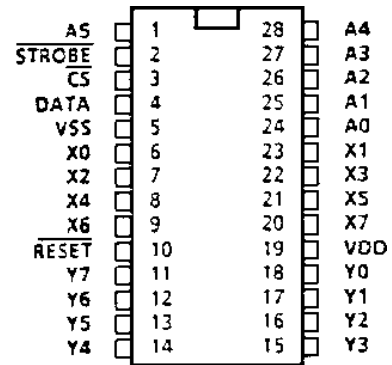 A5 1 28 A4
STROBE 2 27 A3
CS 3 26 A2
DATA 4 25 A1
VSS 5 24 A0
X0 6 23 X1
X2 7 22 X3
X4 8 21 X5
X6 9 20 X7
RESET 10 19 VDD
Y7 11 18 Y0
Y6 12 17 Y1
Y5 13 16 Y2
Y4 14 15 Y3